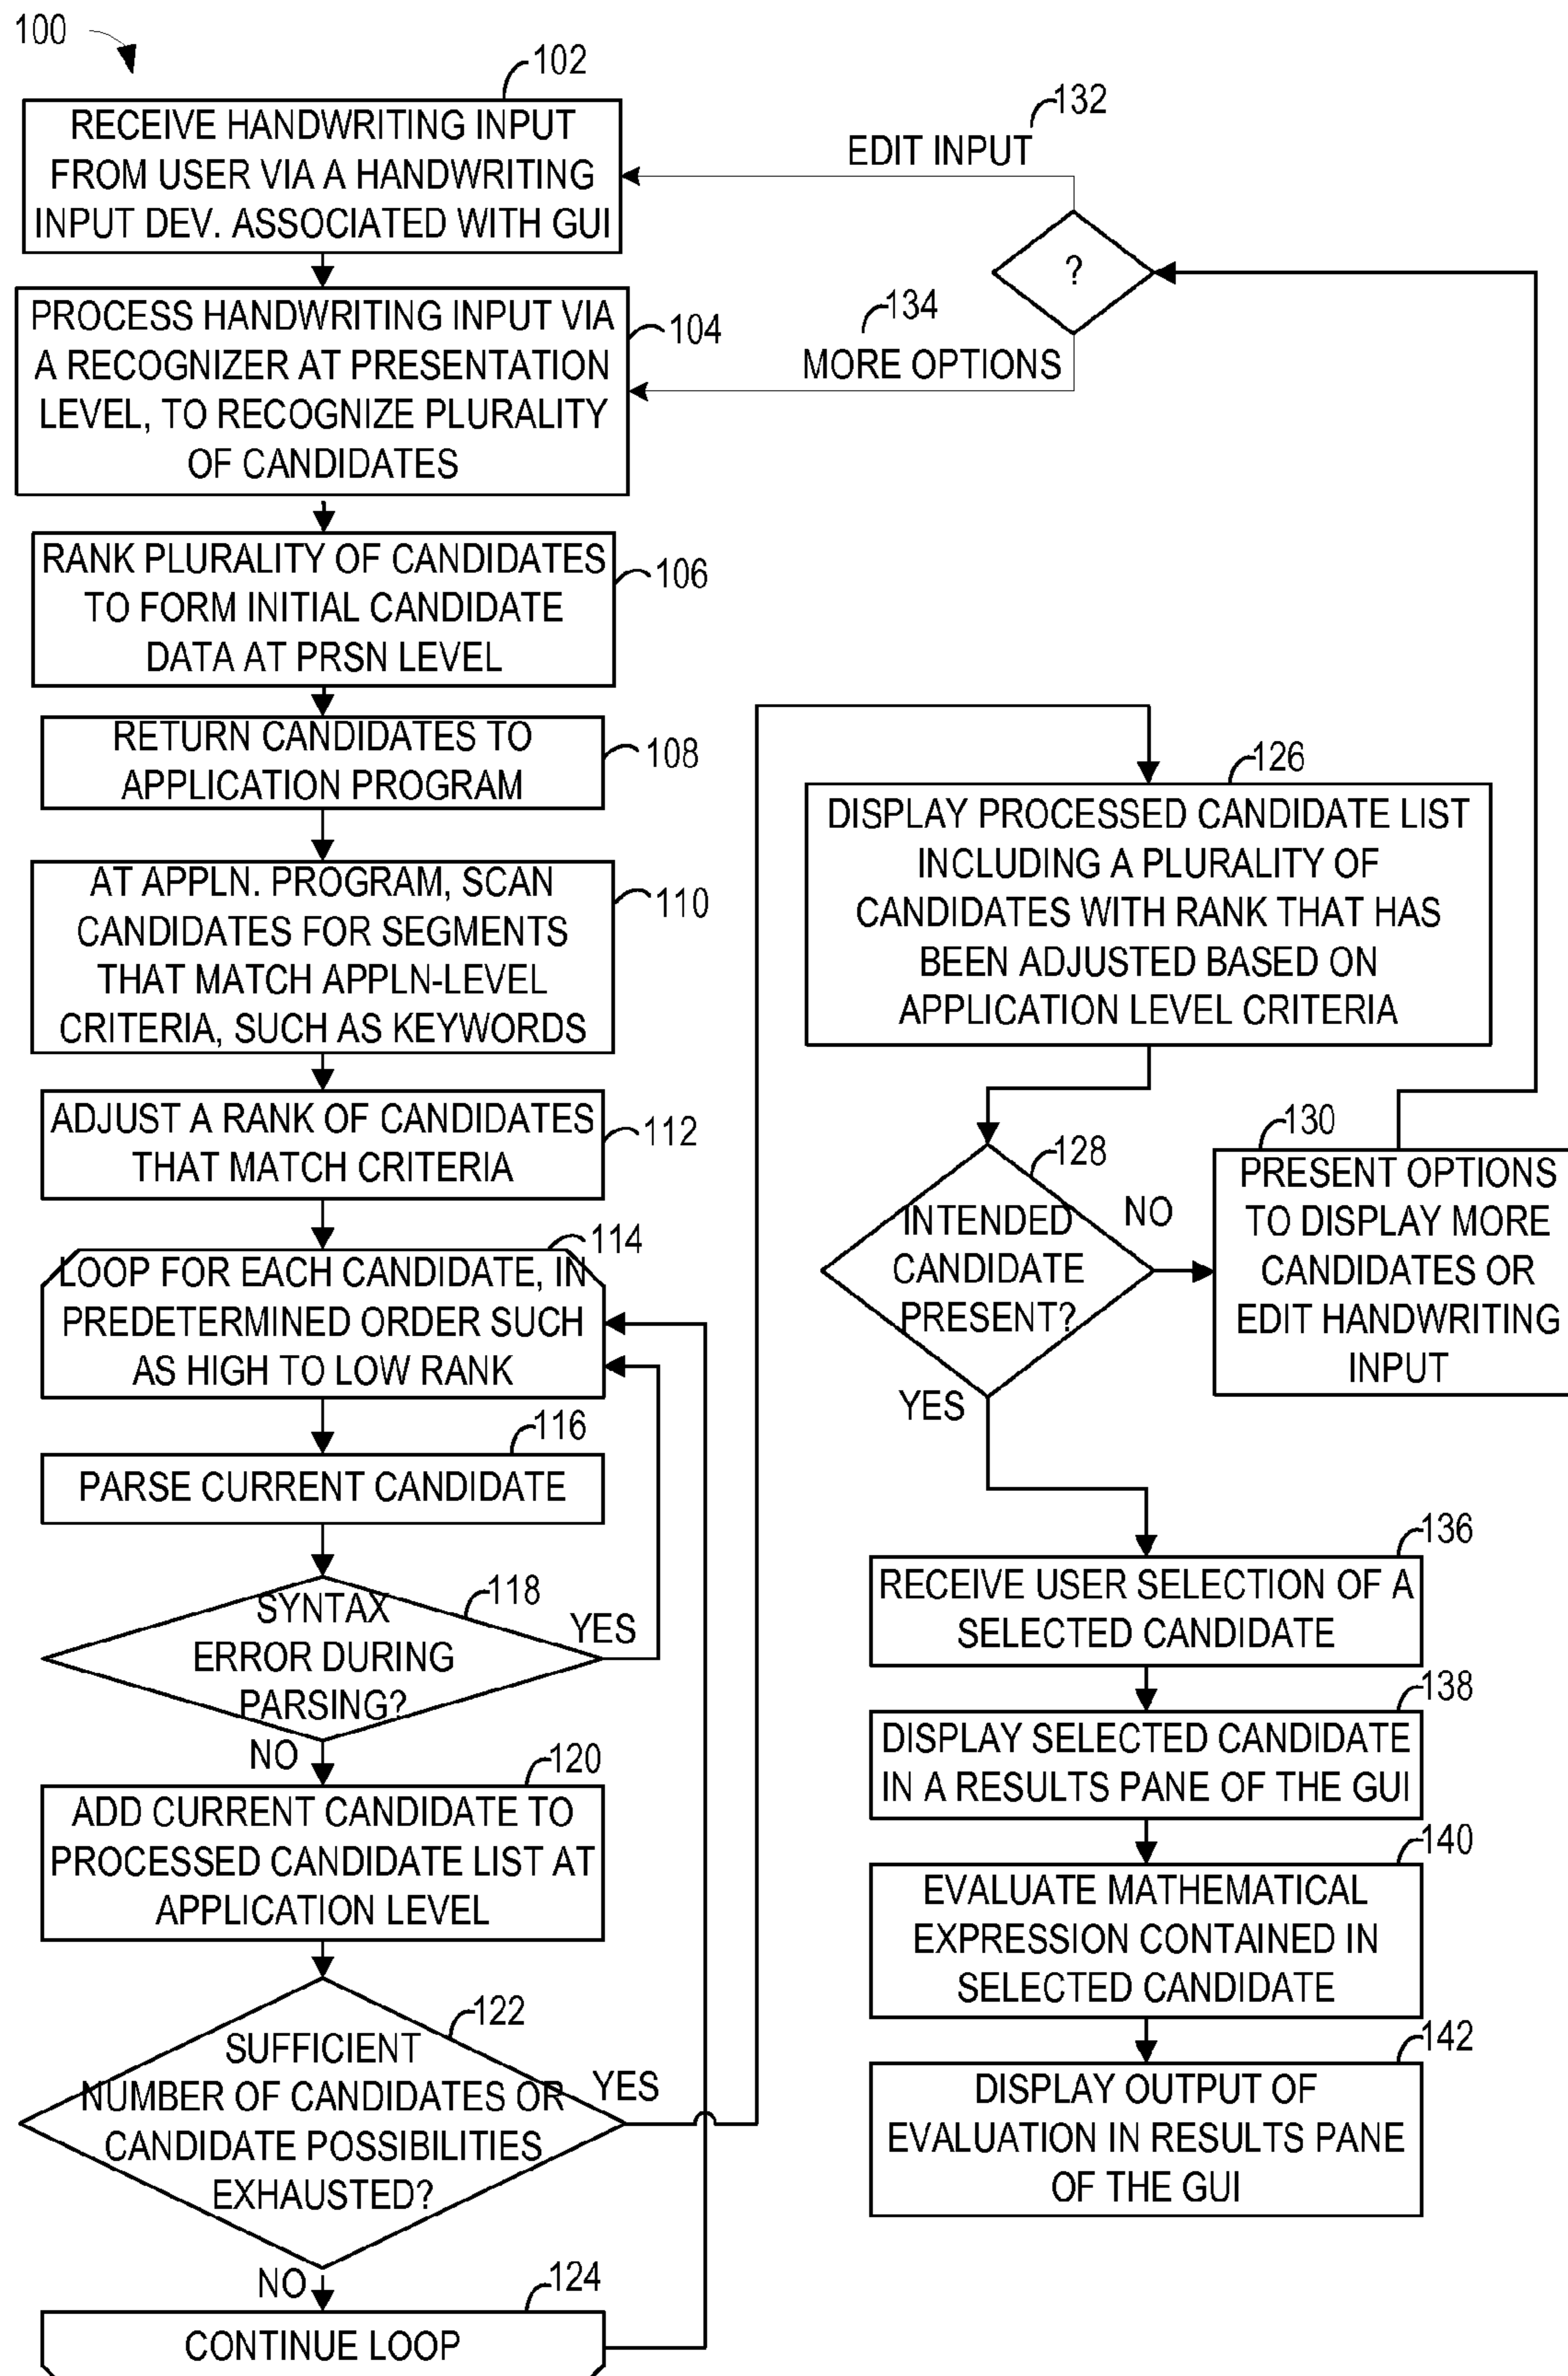 100
102
RECEIVE HANDWRITING INPUT
FROM USER VIA A HANDWRITING
INPUT DEV. ASSOCIATED WITH GUI
PROCESS HANDWRITING INPUT VIA
A RECOGNIZER AT PRESENTATION
LEVEL, TO RECOGNIZE PLURALITY
OF CANDIDATES
104
RANK PLURALITY OF CANDIDATES
TO FORM INITIAL CANDIDATE
DATA AT PRSN LEVEL
106
RETURN CANDIDATES TO
APPLICATION PROGRAM
108
AT APPLN. PROGRAM, SCAN
CANDIDATES FOR SEGMENTS
THAT MATCH APPLN-LEVEL
CRITERIA, SUCH AS KEYWORDS
110
ADJUST A RANK OF CANDIDATES
THAT MATCH CRITERIA
112
114
LOOP FOR EACH CANDIDATE, IN
PREDETERMINED ORDER SUCH
AS HIGH TO LOW RANK
116
PARSE CURRENT CANDIDATE
118
SYNTAX
ERROR DURING
PARSING?
YES
NO
120
ADD CURRENT CANDIDATE TO
PROCESSED CANDIDATE LIST AT
APPLICATION LEVEL
122
SUFFICIENT
NUMBER OF CANDIDATES OR
CANDIDATE POSSIBILITIES
EXHAUSTED?
YES
NO
124
CONTINUE LOOP
132
EDIT INPUT
?
134
MORE OPTIONS
126
DISPLAY PROCESSED CANDIDATE LIST
INCLUDING A PLURALITY OF
CANDIDATES WITH RANK THAT HAS
BEEN ADJUSTED BASED ON
APPLICATION LEVEL CRITERIA
128
INTENDED
CANDIDATE
PRESENT?
NO
YES
130
PRESENT OPTIONS
TO DISPLAY MORE
CANDIDATES OR
EDIT HANDWRITING
INPUT
136
RECEIVE USER SELECTION OF A
SELECTED CANDIDATE
138
DISPLAY SELECTED CANDIDATE
IN A RESULTS PANE OF THE GUI
140
EVALUATE MATHEMATICAL
EXPRESSION CONTAINED IN
SELECTED CANDIDATE
142
DISPLAY OUTPUT OF
EVALUATION IN RESULTS PANE
OF THE GUI